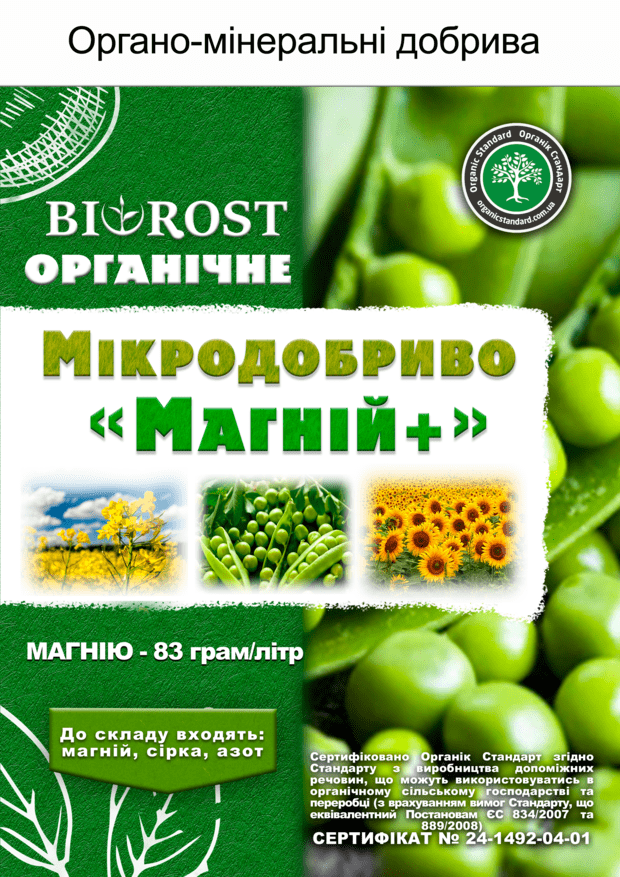 Органо-мінеральні добрива
Organic Standard Органік Стандарт
organicstandard.com.ua
BIOROST
ОРГАНІЧНЕ
МІКРОДОБРИВО
«МАГНІЙ+»
МАГНІЮ - 83 грам/літр
До складу входять:
магній, сірка, азот
Сертифіковано Органік Стандарт згідно
Стандарту з виробництва допоміжних
речовин, що можуть використовуватись в
органічному сільському господарстві та
переробці (з врахуванням вимог Стандарту, що
еквівалентний Постановам ЄС 834/2007 та
889/2008)
СЕРТИФІКАТ № 24-1492-04-01